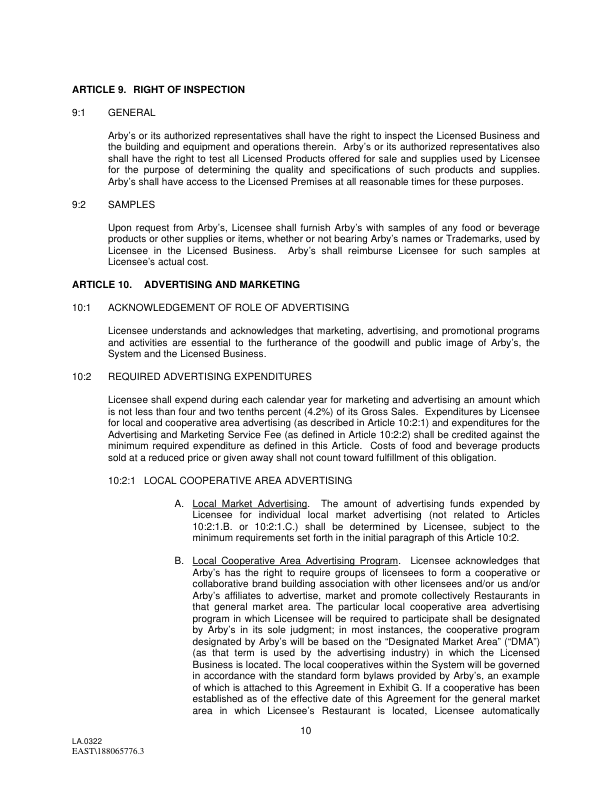 ARTICLE 9. RIGHT OF INSPECTION
9:1 GENERAL
Arby's or its authorized representatives shall have the right to inspect the Licensed Business and
the building and equipment and operations therein. Arby's or its authorized representatives also
shall have the right to test all Licensed Products offered for sale and supplies used by Licensee
for the purpose of determining the quality and specifications of such products and supplies.
Arby's shall have access to the Licensed Premises at all reasonable times for these purposes.
9:2 SAMPLES
Upon request from Arby's, Licensee shall furnish Arby's with samples of any food or beverage
products or other supplies or items, whether or not bearing Arby's names or Trademarks, used by
Licensee in the Licensed Business. Arby's shall reimburse Licensee for such samples at
Licensee's actual cost.
ARTICLE 10. ADVERTISING AND MARKETING
10:1 ACKNOWLEDGEMENT OF ROLE OF ADVERTISING
Licensee understands and acknowledges that marketing, advertising, and promotional programs
and activities are essential to the furtherance of the goodwill and public image of Arby's, the
System and the Licensed Business.
10:2 REQUIRED ADVERTISING EXPENDITURES
Licensee shall expend during each calendar year for marketing and advertising an amount which
is not less than four and two tenths percent (4.2%) of its Gross Sales. Expenditures by Licensee
for local and cooperative area advertising (as described in Article 10:2:1) and expenditures for the
Advertising and Marketing Service Fee (as defined in Article 10:2:2) shall be credited against the
minimum required expenditure as defined in this Article. Costs of food and beverage products
sold at a reduced price or given away shall not count toward fulfillment of this obligation.
10:2:1 LOCAL COOPERATIVE AREA ADVERTISING
A. Local Market Advertising. The amount of advertising funds expended by
Licensee for individual local market advertising (not related to Articles
10:2:1.B. or 10:2:1.C.) shall be determined by Licensee, subject to the
minimum requirements set forth in the initial paragraph of this Article 10:2.
B. Local Cooperative Area Advertising Program. Licensee acknowledges that
Arby's has the right to require groups of licensees to form a cooperative or
collaborative brand building association with other licensees and/or us and/or
Arby's affiliates to advertise, market and promote collectively Restaurants in
that general market area. The particular local cooperative area advertising
program in which Licensee will be required to participate shall be designated
by Arby's in its sole judgment; in most instances, the cooperative program
designated by Arby's will be based on the “Designated Market Area” (“DMA”)
(as that term is used by the advertising industry) in which the Licensed
Business is located. The local cooperatives within the System will be governed
in accordance with the standard form bylaws provided by Arby's, an example
of which is attached to this Agreement in Exhibit G. If a cooperative has been
established as of the effective date of this Agreement for the general market
area in which Licensee's Restaurant is located, Licensee automatically
10
LA.0322
EAST\188065776.3